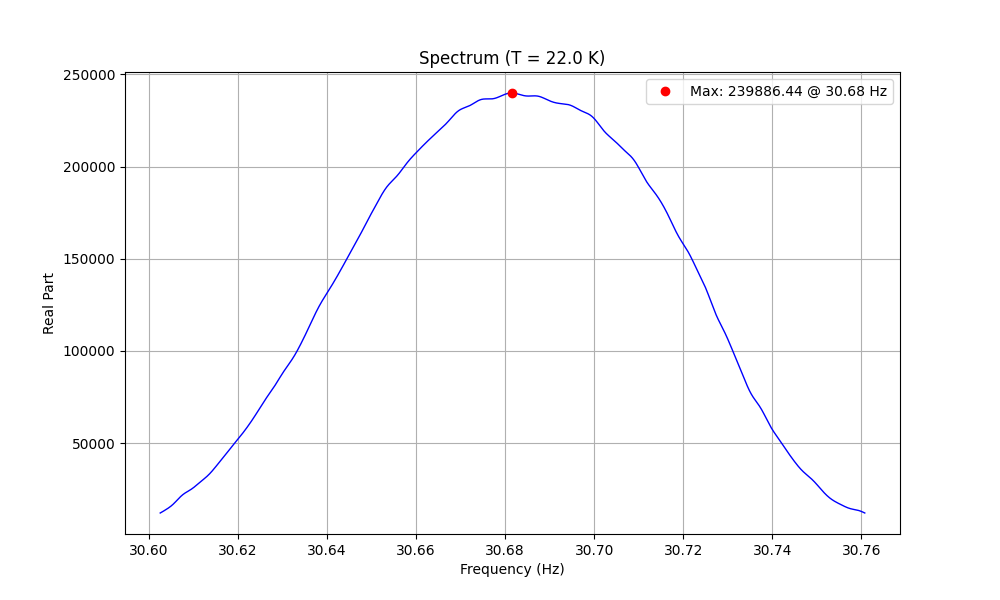 Spectrum (T = 22.0 K)
Max: 239886.44 @ 30.68 Hz
250000
200000
150000
100000
50000
Real Part
30.60 30.62 30.64 30.66 30.68 30.70 30.72 30.74 30.76
Frequency (Hz)